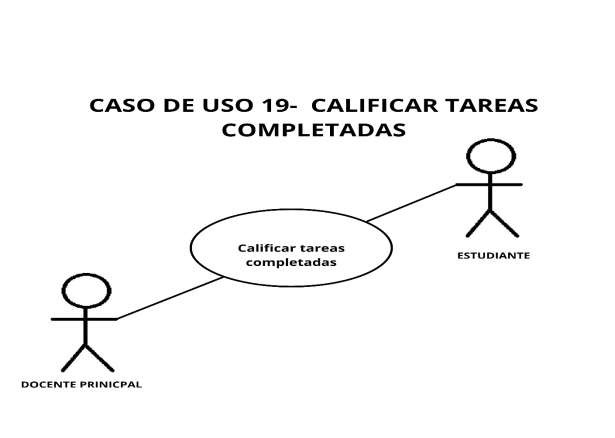 CASO DE USO 19- CALIFICAR TAREAS
COMPLETADAS
Calificar tareas
completadas
ESTUDIANTE
DOCENTE PRINICPAL